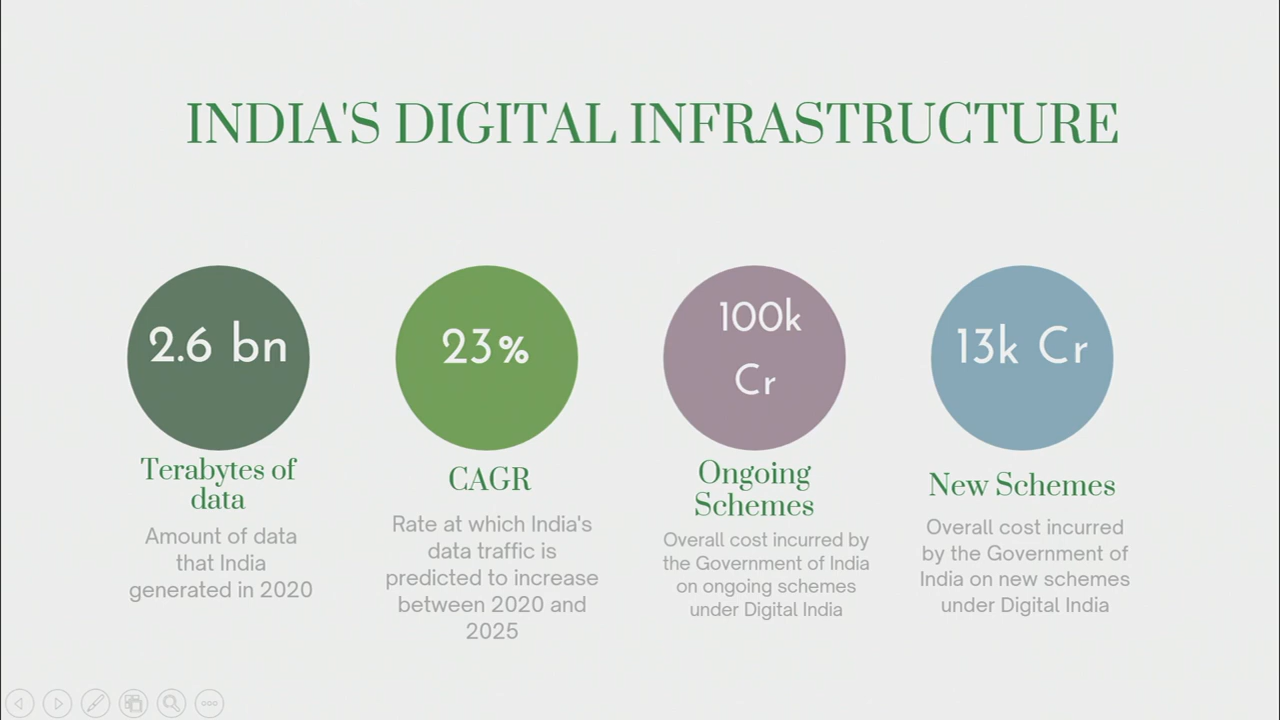 INDIA'S DIGITAL INFRASTRUCTURE
2.6 bn
Terabytes of
data
Amount of data
that India
generated in 2020
23%
CAGR
Rate at which India's
data traffic is
predicted to increase
between 2020 and
2025
100k
Cr
Ongoing
Schemes
Overall cost incurred by
the Government of India
on ongoing schemes
under Digital India
13k Cr
New Schemes
Overall cost incurred
by the Government of
India on new schemes
under Digital India